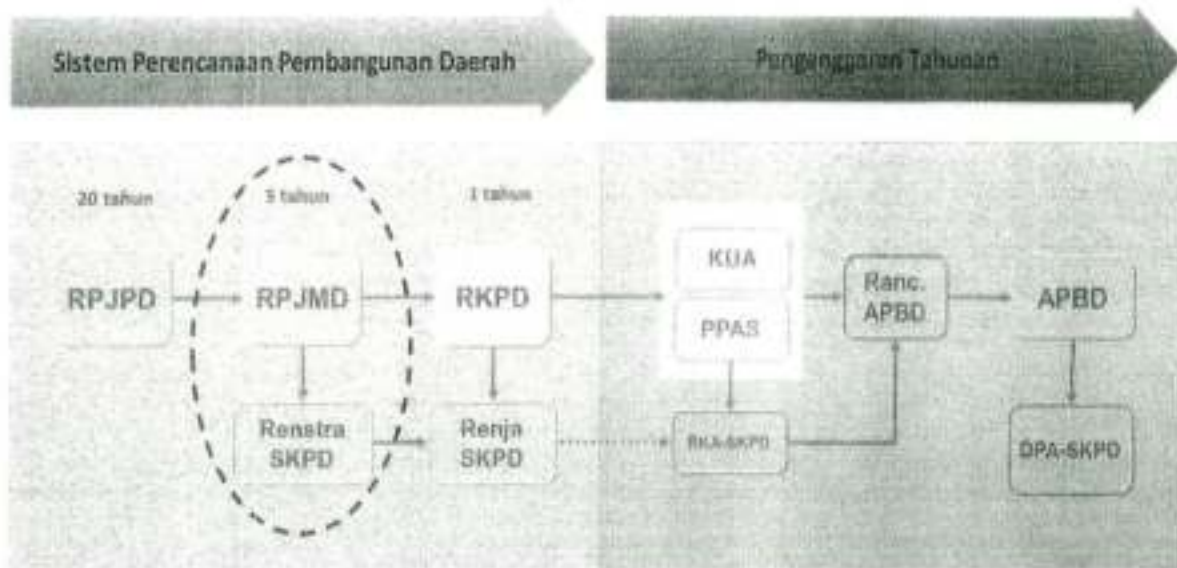 Sistem Perencanaan Pembangunan Daerah
Penganggaran Tahunan
20 tahun
5 tahun
1 tahun
RPJPD
RPJMD
RKPD
KUA
PPAS
Ranc.
APBD
APBD
Renstra
SKPD
Renja
SKPD
RKA-SKPD
DPA-SKPD